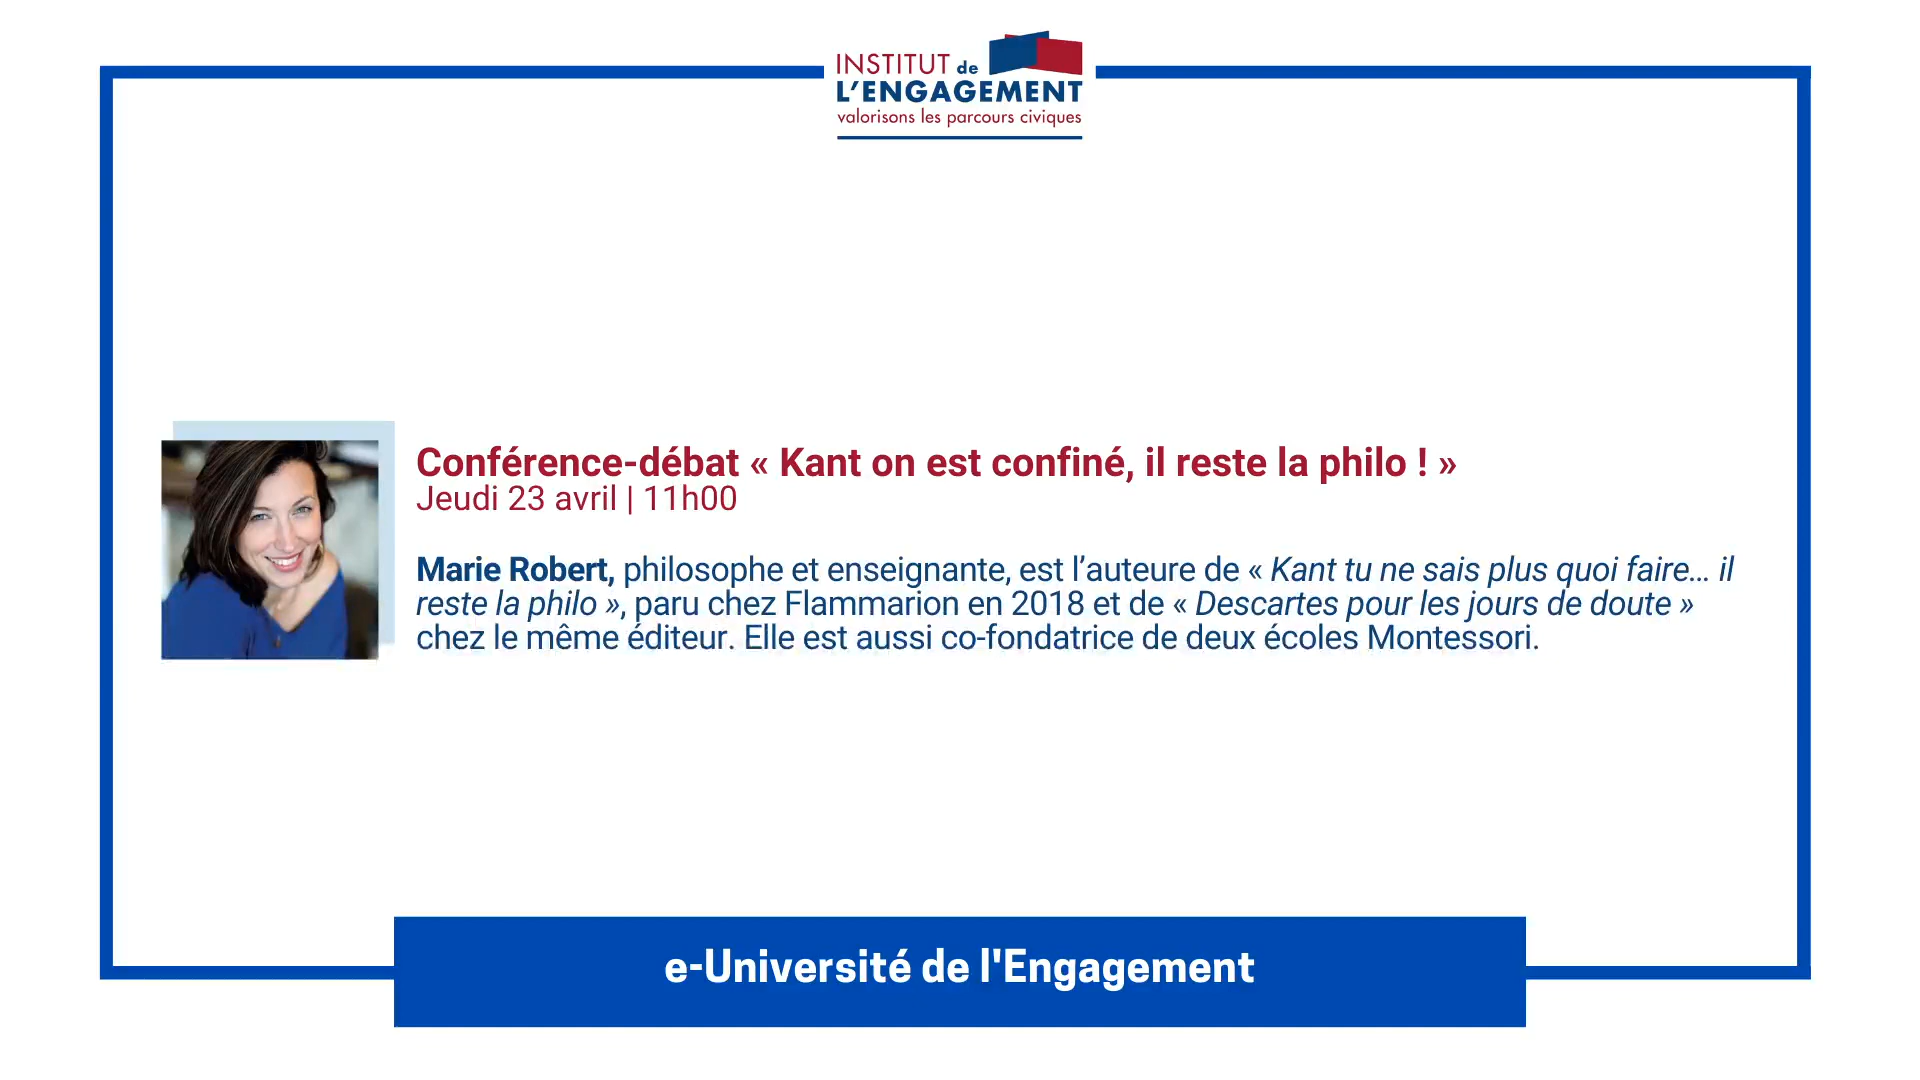 INSTITUT de
L’ENGAGEMENT
valorisons les parcours civiques
Conférence-débat « Kant on est confiné, il reste la philo ! »
Jeudi 23 avril | 11h00
Marie Robert, philosophe et enseignante, est l’auteure de « Kant tu ne sais plus quoi faire... il
reste la philo », paru chez Flammarion en 2018 et de « Descartes pour les jours de doute »
chez le même éditeur. Elle est aussi co-fondatrice de deux écoles Montessori.
e-Université de l'Engagement